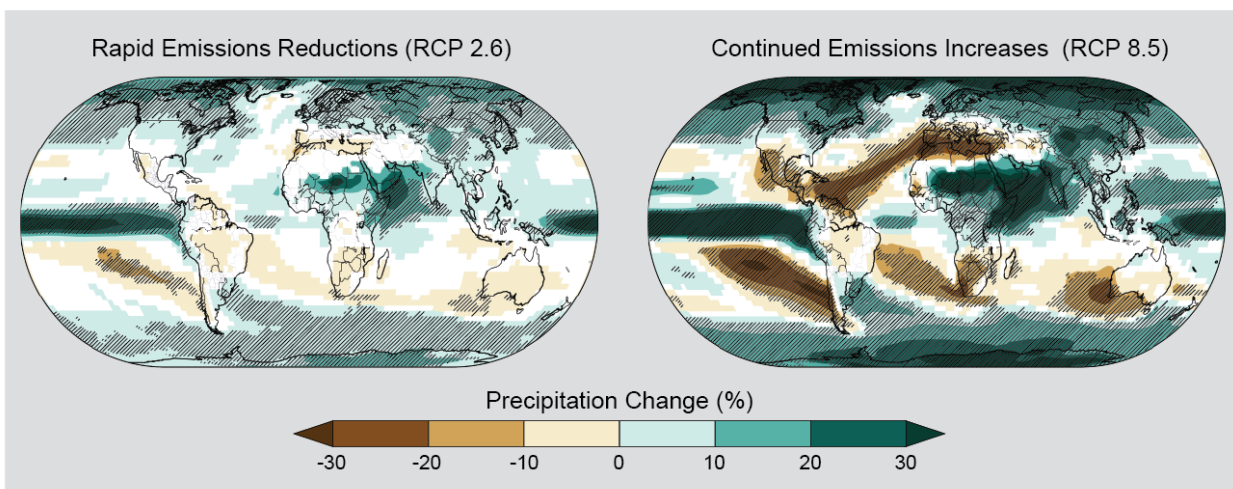 Rapid Emissions Reductions (RCP 2.6)
Continued Emissions Increases (RCP 8.5)
Precipitation Change (%)
-30 -20 -10 0 10 20 30